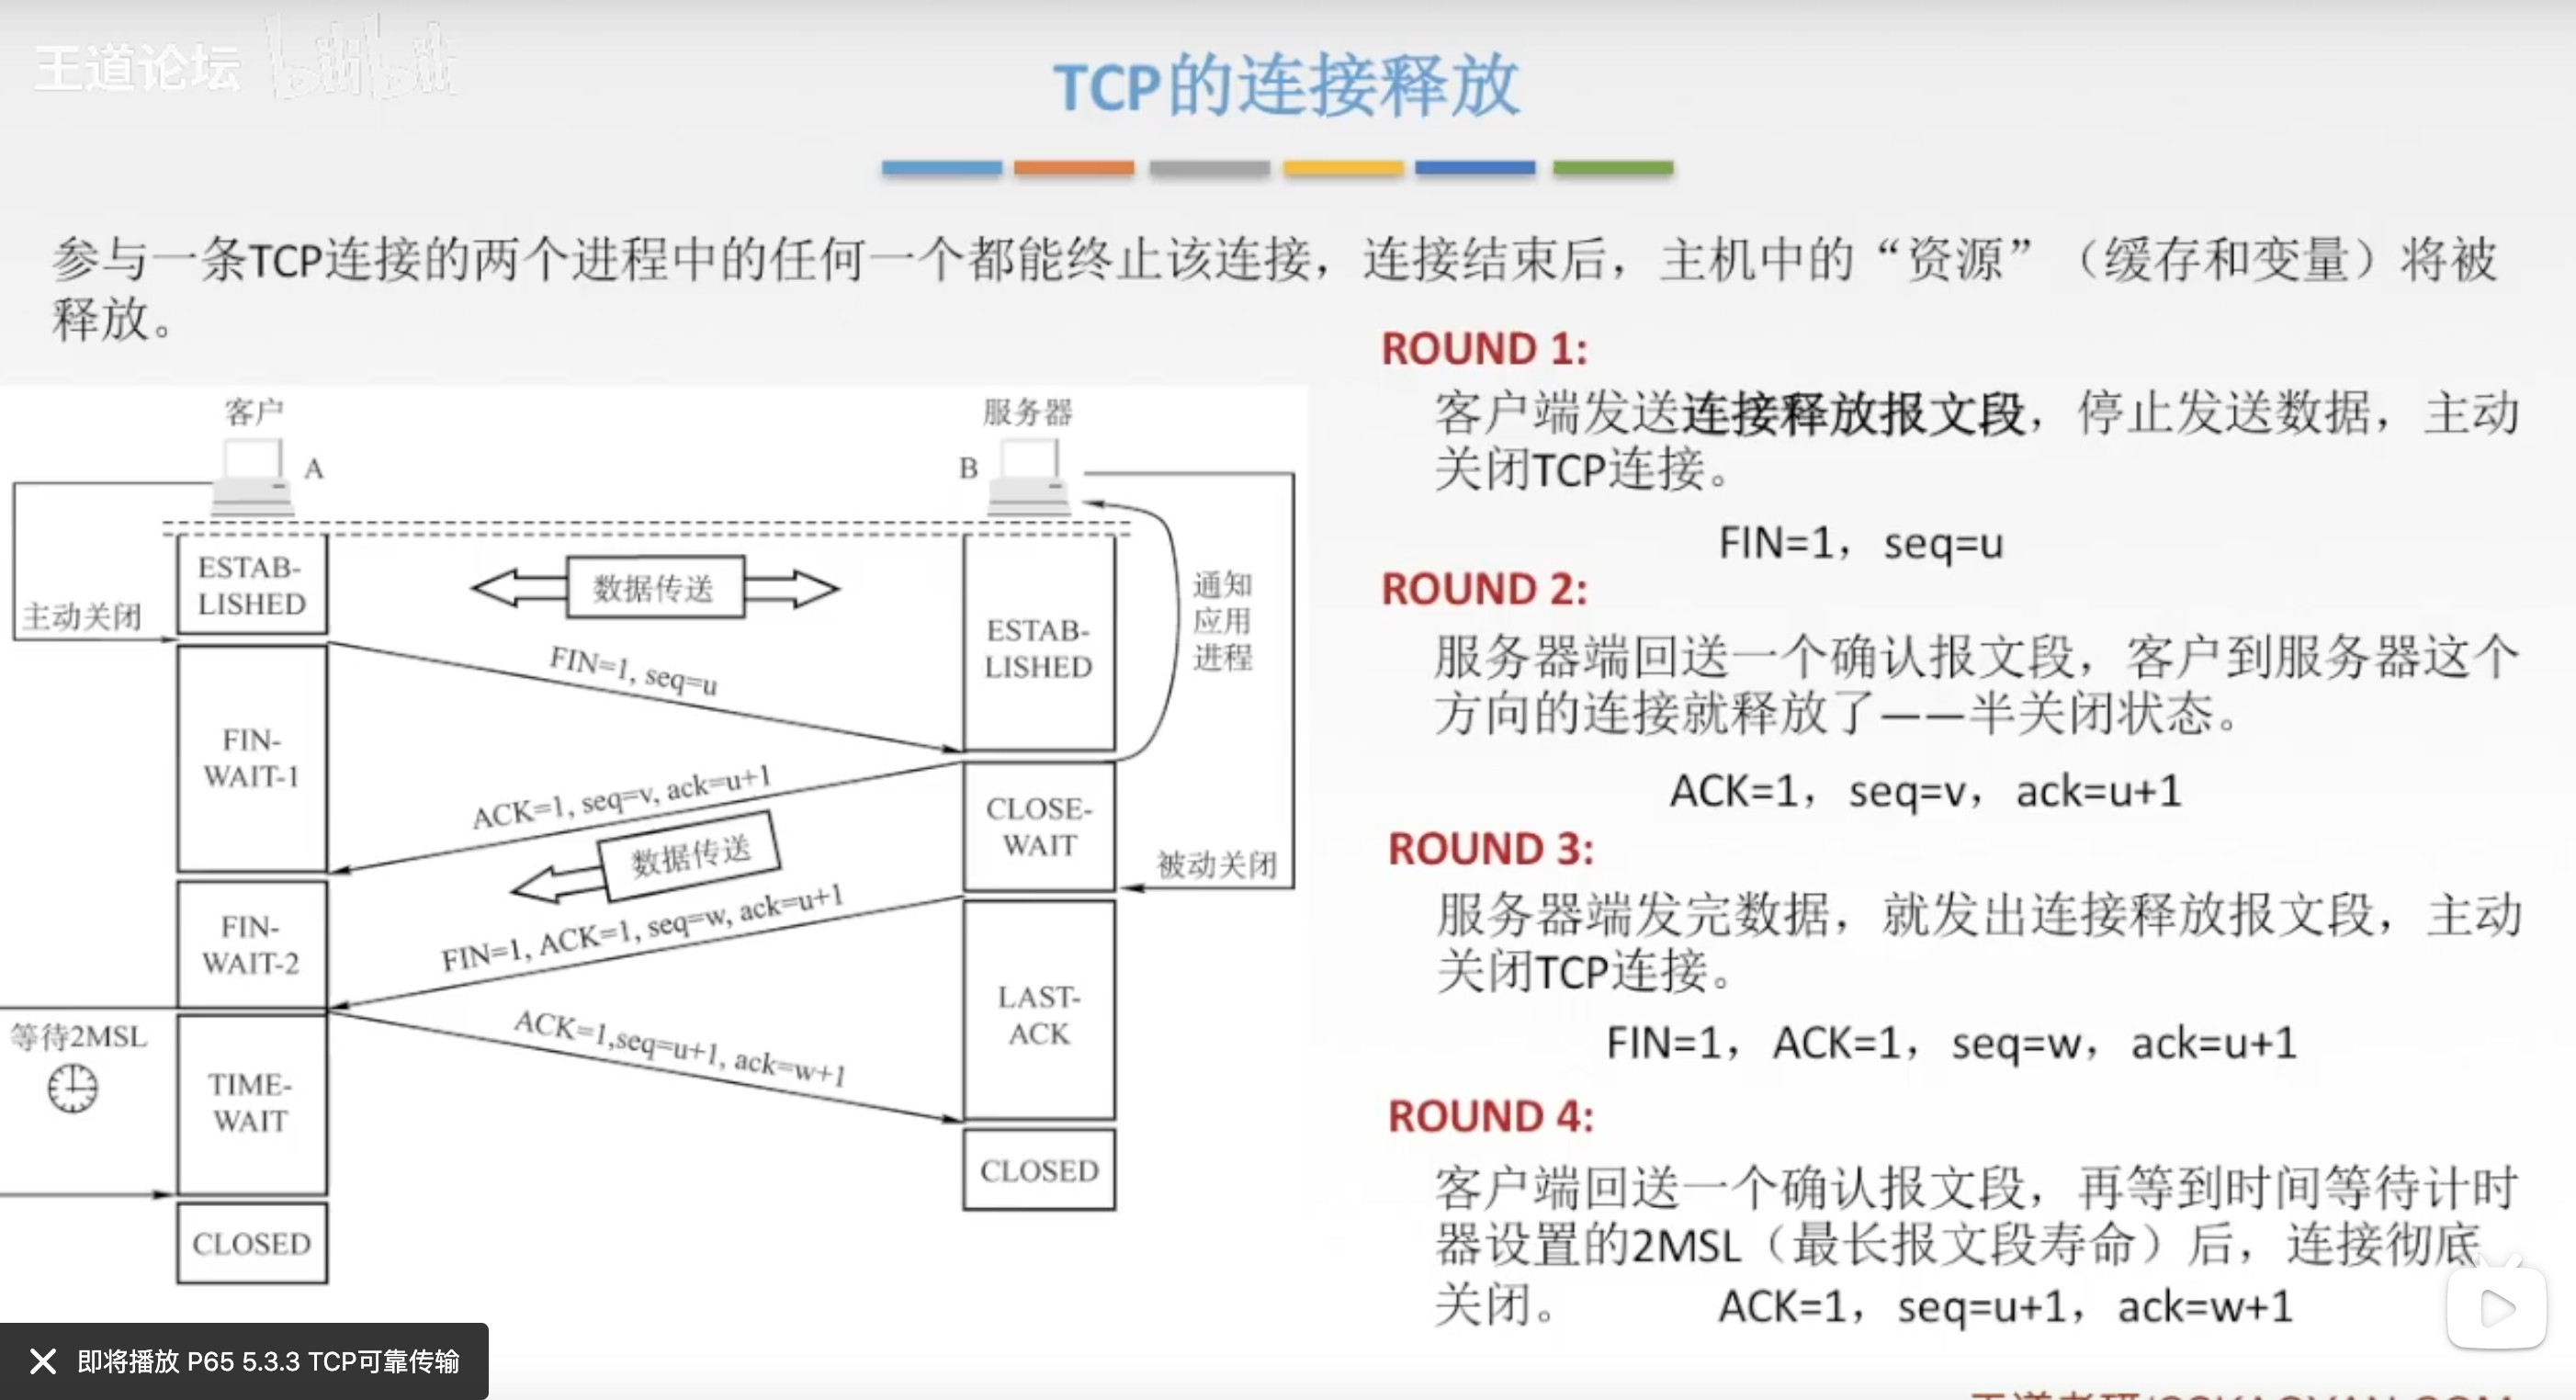 王道论坛 bilibili
TCP的连接释放
参与一条TCP连接的两个进程中的任何一个都能终止该连接，连接结束后，主机中的“资源”（缓存和变量）将被
释放。
客户
服务器
A
B
ESTAB-
LISHED
主动关闭
数据传送
ESTAB-
LISHED
通知
应用
进程
FIN=1, seq=u
FIN-
WAIT-1
ACK=1, seq=v, ack=u+1
CLOSE-
WAIT
数据传送
被动关闭
FIN-
WAIT-2
FIN=1, ACK=1, seq=w, ack=u+1
LAST-
ACK
等待2MSL
ACK=1,seq=u+1, ack=w+1
TIME-
WAIT
CLOSED
CLOSED
ROUND 1:
客户端发送连接释放报文段，停止发送数据，主动
关闭TCP连接。
FIN=1，seq=u
ROUND 2:
服务器端回送一个确认报文段，客户到服务器这个
方向的连接就释放了——半关闭状态。
ACK=1，seq=v，ack=u+1
ROUND 3:
服务器端发完数据，就发出连接释放报文段，主动
关闭TCP连接。
FIN=1，ACK=1，seq=w，ack=u+1
ROUND 4:
客户端回送一个确认报文段，再等到时间等待计时
器设置的2MSL（最长报文段寿命）后，连接彻底
关闭。 ACK=1，seq=u+1，ack=w+1
即将播放 P65 5.3.3 TCP可靠传输